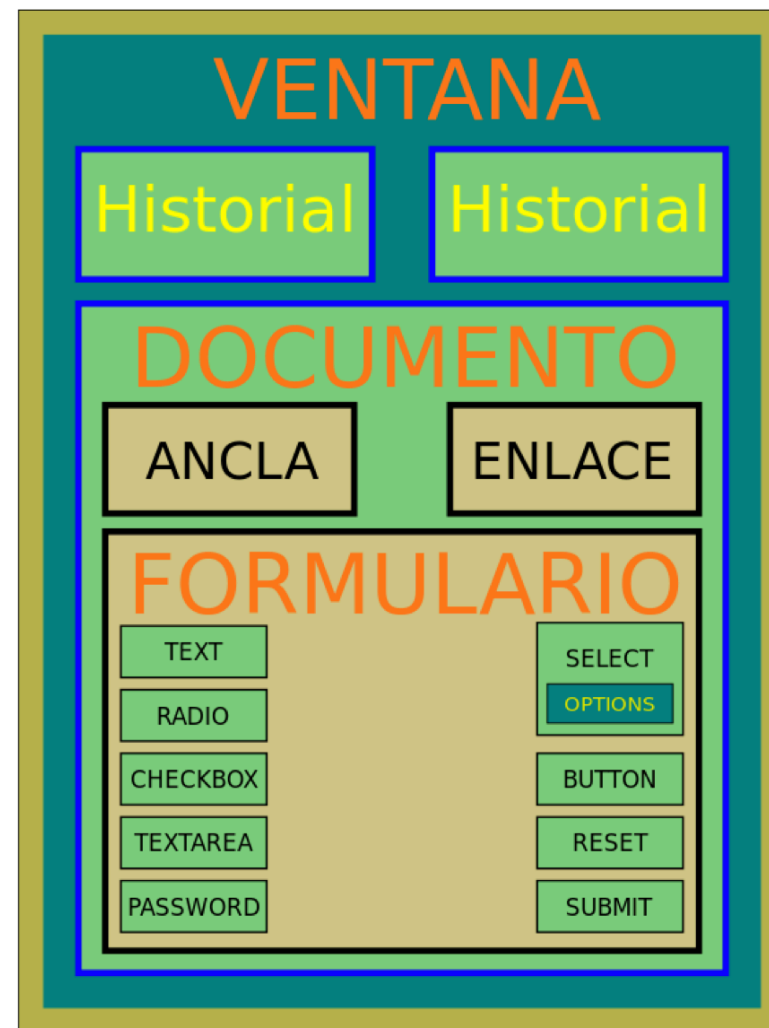 VENTANA
Historial
Historial
DOCUMENTO
ANCLA
ENLACE
FORMULARIO
TEXT
RADIO
CHECKBOX
TEXTAREA
PASSWORD
SELECT
OPTIONS
BUTTON
RESET
SUBMIT